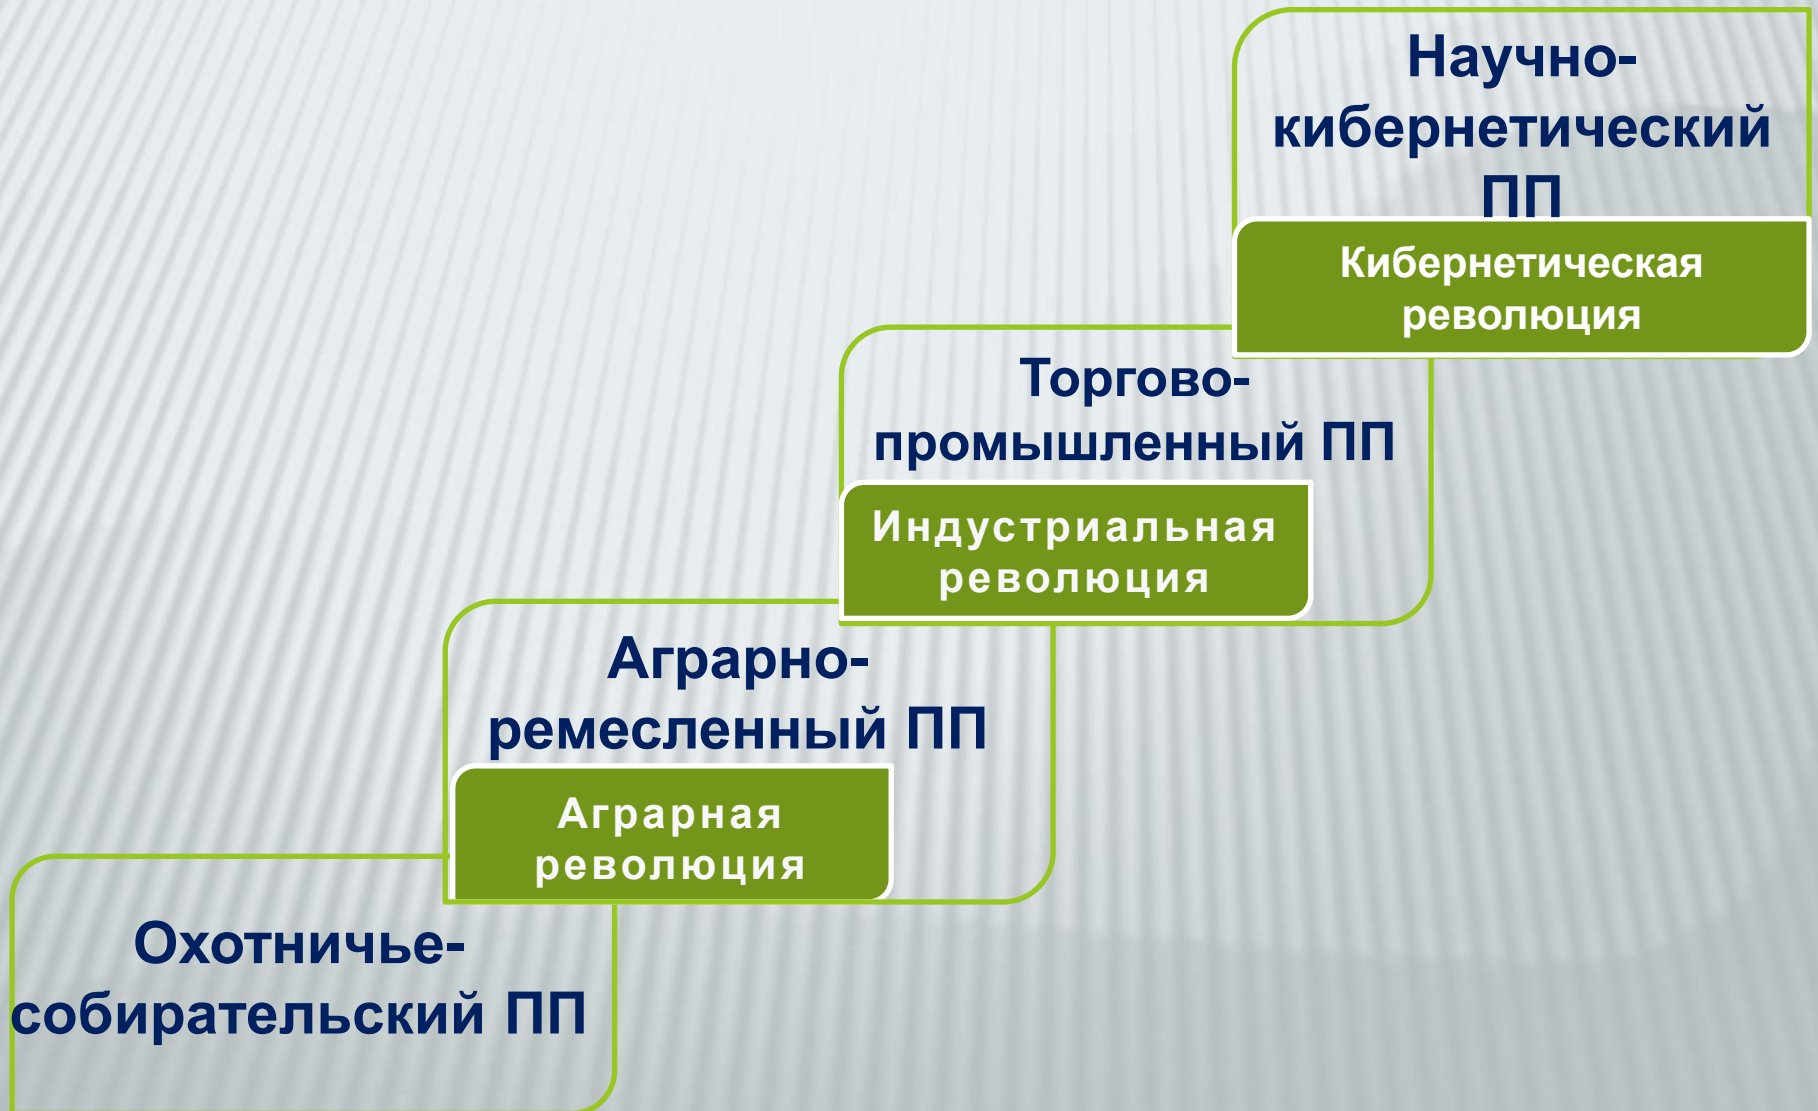 Научно-
кибернетический
ПП
Кибернетическая
революция
Торгово-
промышленный ПП
Индустриальная
революция
Аграрно-
ремесленный ПП
Аграрная
революция
Охотничье-
собирательский ПП